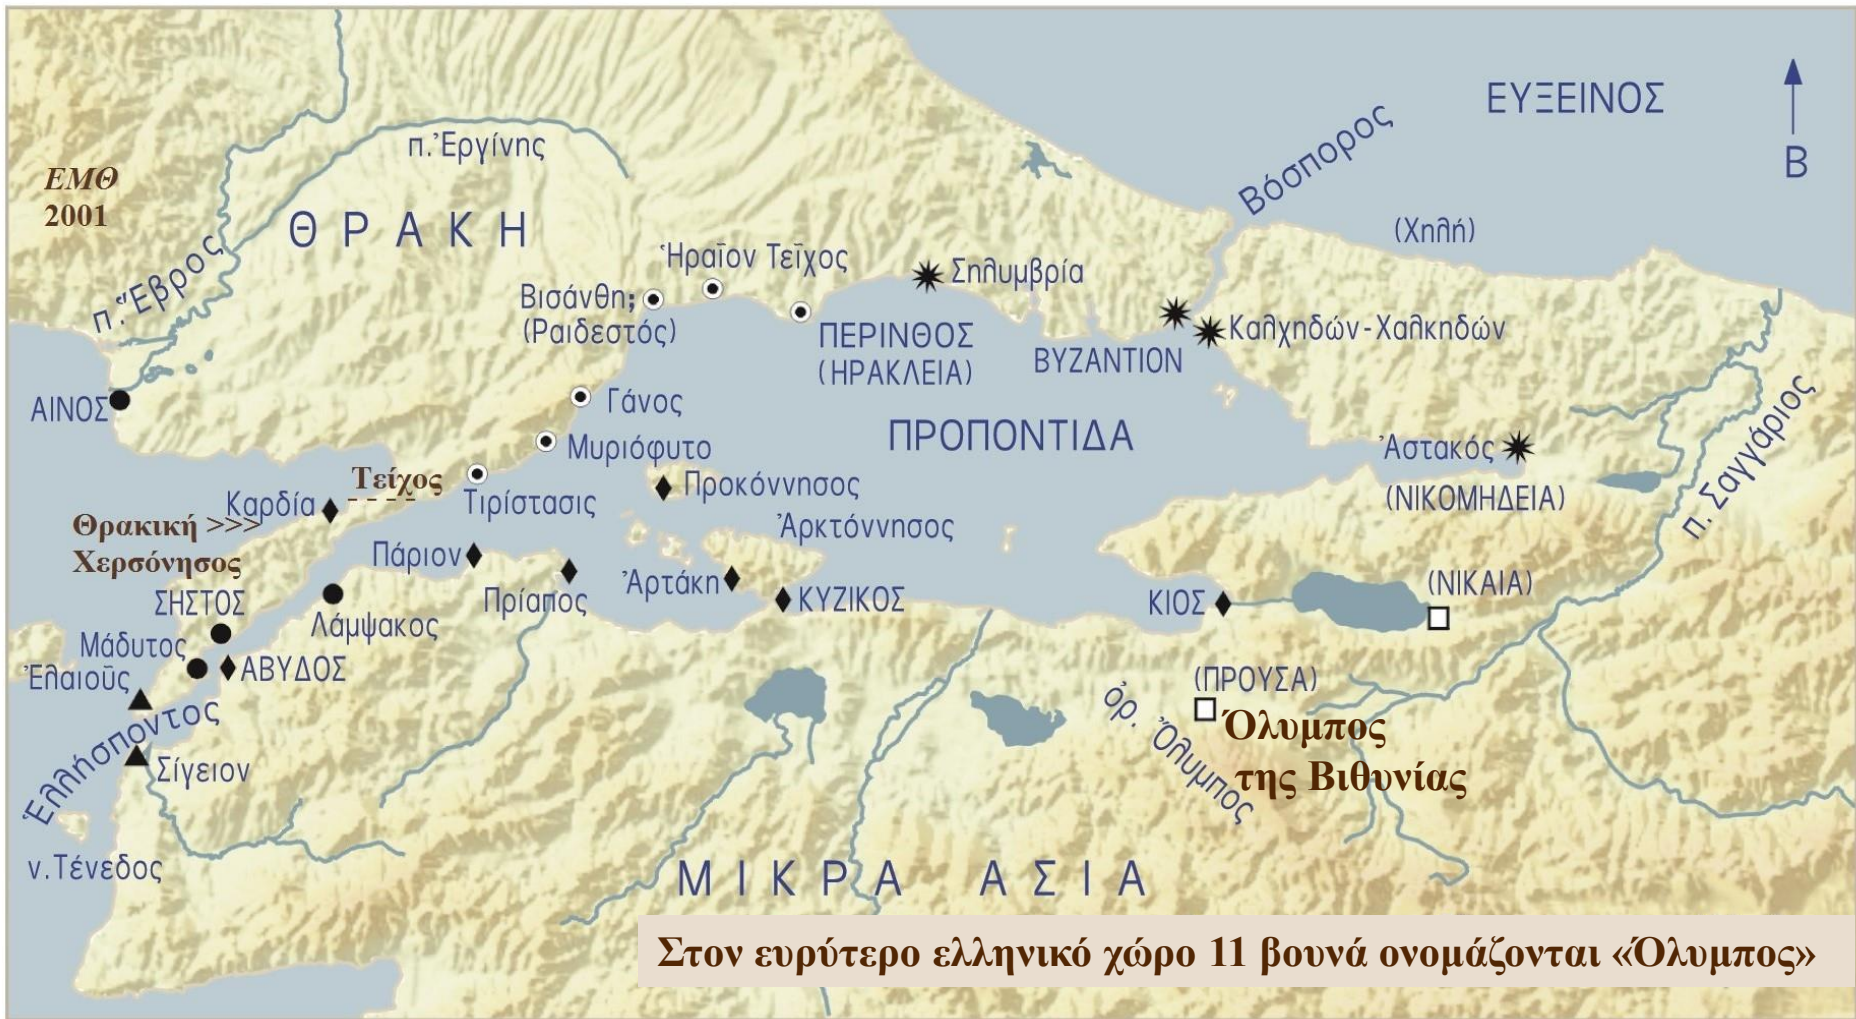 ΕΥΞΕΙΝΟΣ
Β
Βόσπορος
π.Ἐργίνης
ΕΜΘ
2001
Θ Ρ Α Κ Η
(Χηλή)
π.Ἕβρος
Ἡραῖον Τεῖχος
Σηλυμβρία
Βισάνθη;
(Ραιδεστός)
ΠΕΡΙΝΘΟΣ
(ΗΡΑΚΛΕΙΑ)
ΒΥΖΑΝΤΙΟΝ
Καλχηδών-Χαλκηδών
ΑΙΝΟΣ
Γάνος
ΠΡΟΠΟΝΤΙΔΑ
Μυριόφυτο
Ἀστακός
(ΝΙΚΟΜΗΔΕΙΑ)
π. Σαγγάριος
Τείχος
Τιρίστασις
Προκόννησος
Καρδία
Θρακική >>>
Χερσόνησος
Ἀρκτόννησος
Πάριον
Πρίαπος
Ἀρτάκη
ΚΥΖΙΚΟΣ
ΚΙΟΣ
(ΝΙΚΑΙΑ)
ΣΗΣΤΟΣ
Λάμψακος
Μάδυτος
ΑΒΥΔΟΣ
Ἐλαιοῦς
(ΠΡΟΥΣΑ)
ὀρ. Ὄλυμπος
Όλυμπος
της Βιθυνίας
Ἑλλήσποντος
Σίγειον
ν.Τένεδος
Μ Ι Κ Ρ Α Α Σ Ι Α
Στον ευρύτερο ελληνικό χώρο 11 βουνά ονομάζονται «Όλυμπος»